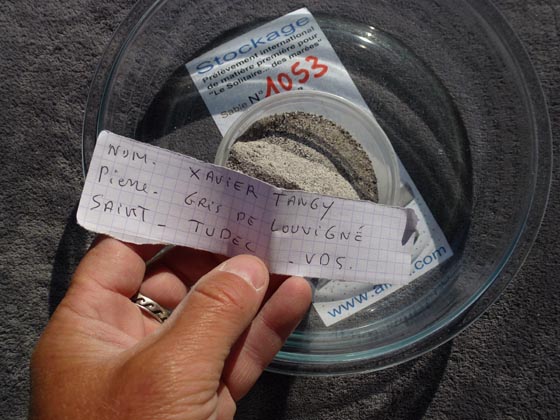 Stockage
Prélèvement international
de matière première pour
"Le Solitaire... des marées"
Sable N° 1053
NOM. XAVIER TANGY
Pierre. GRIS DE LOUVIGNÉ
SAINT - TUDEC - VDS.
www.a
.com